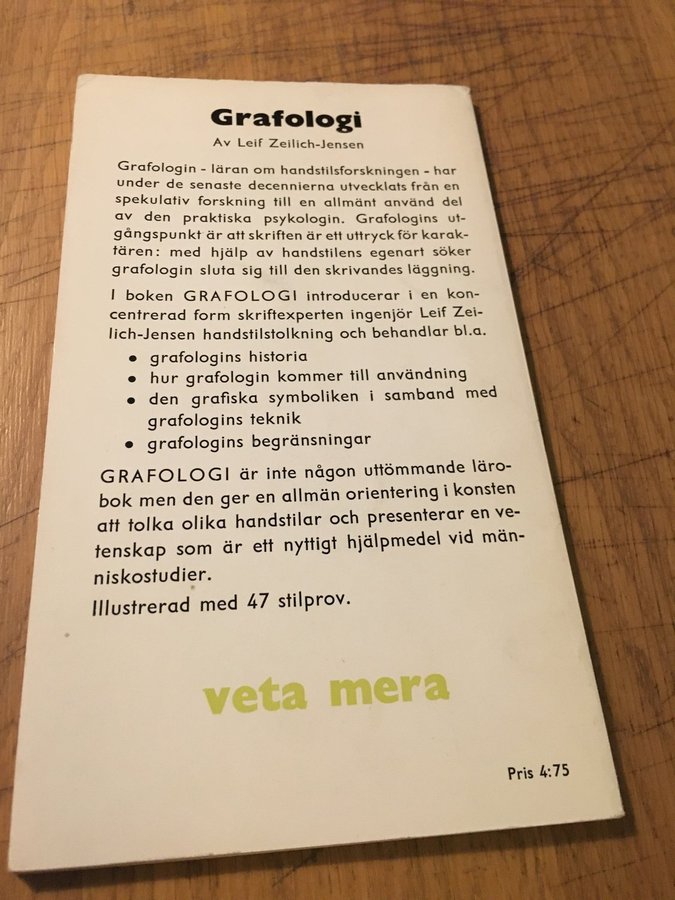 Grafologi
Av Leif Zeilich-Jensen
Grafologin - läran om handstilsforskningen - har
under de senaste decennierna utvecklats från en
spekulativ forskning till en allmänt använd del
av den praktiska psykologin. Grafologins ut-
gångspunkt är att skriften är ett uttryck för karak-
tären: med hjälp av handstilens egenart söker
grafologin sluta sig till den skrivandes läggning.
I boken GRAFOLOGI introducerar i en kon-
centrerad form skriftexperten ingenjör Leif Zei-
lich-Jensen handstilstolkning och behandlar bl.a.
• grafologins historia
• hur grafologin kommer till användning
• den grafiska symboliken i samband med
grafologins teknik
• grafologins begränsningar
GRAFOLOGI är inte någon uttömmande läro-
bok men den ger en allmän orientering i konsten
att tolka olika handstilar och presenterar en ve-
tenskap som är ett nyttigt hjälpmedel vid män-
niskostudier.
Illustrerad med 47 stilprov.
veta mera
Pris 4:75